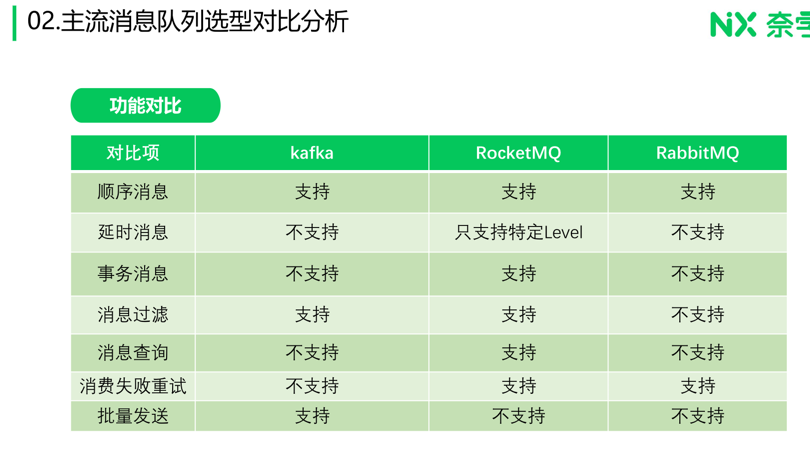 02.主流消息队列选型对比分析
NX 奈学
功能对比
对比项 kafka RocketMQ RabbitMQ
顺序消息 支持 支持 支持
延时消息 不支持 只支持特定Level 不支持
事务消息 不支持 支持 不支持
消息过滤 支持 支持 不支持
消息查询 不支持 支持 不支持
消费失败重试 不支持 支持 支持
批量发送 支持 不支持 不支持